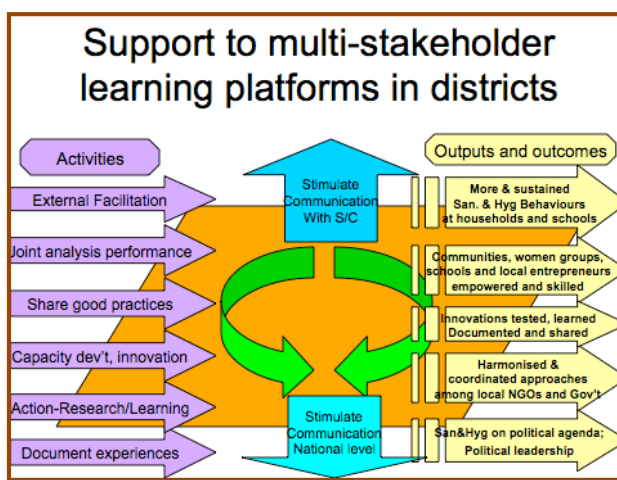 Support to multi-stakeholder
learning platforms in districts
Activities
External Facilitation
Joint analysis performance
Share good practices
Capacity dev't, innovation
Action-Research/Learning
Document experiences
Stimulate
Communication
With S/C
Stimulate
Communication
National level
Outputs and outcomes
More & sustained
San. & Hyg Behaviours
at households and schools
Communities, women groups,
schools and local entrepreneurs
empowered and skilled
Innovations tested, learned
Documented and shared
Harmonised &
coordinated approaches
among local NGOs and Gov't
San&Hyg on political agenda;
Political leadership